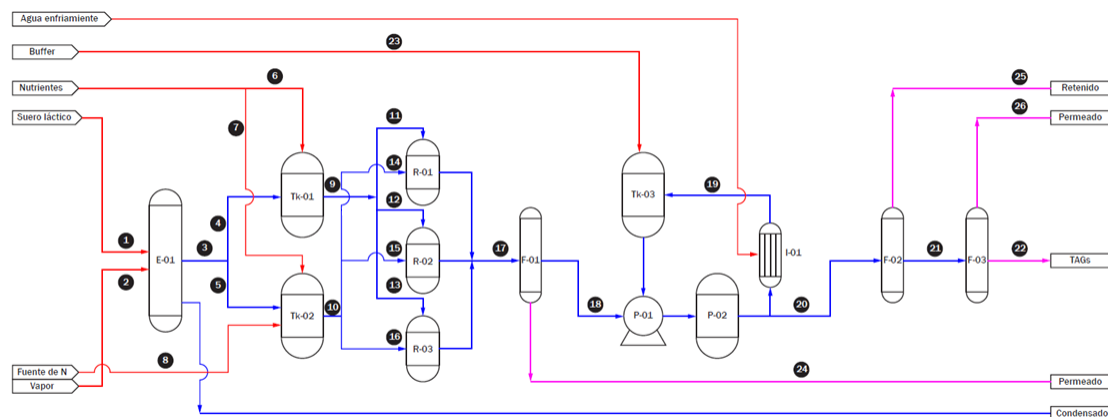 Agua enfriamiento
Buffer
23
Nutrientes
6
25
Retenido
Suero láctico
7
11
26
Permeado
14
R-01
Tk-01
9
Tk-03
19
12
4
1
3
E-01
2
5
15
R-02
17
F-01
I-01
F-02
21
F-03
22
TAGs
13
Tk-02
10
18
P-01
P-02
20
16
R-03
8
Fuente de N
24
Vapor
Permeado
Condensado